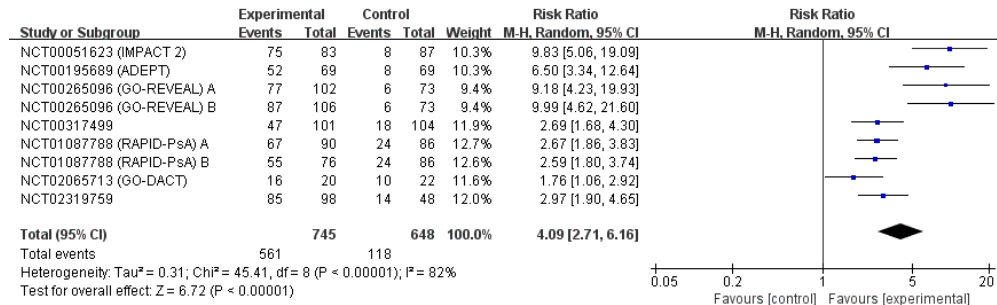 Experimental Control Risk Ratio Risk Ratio
Study or Subgroup Events Total Events Total Weight M-H, Random, 95% CI M-H, Random, 95% CI
NCT00051623 (IMPACT 2) 75 83 8 87 10.3% 9.83 [5.06, 19.09]
NCT00195689 (ADEPT) 52 69 8 69 10.3% 6.50 [3.34, 12.64]
NCT00265096 (GO-REVEAL) A 77 102 6 73 9.4% 9.18 [4.23, 19.93]
NCT00265096 (GO-REVEAL) B 87 106 6 73 9.4% 9.99 [4.62, 21.60]
NCT00317499 47 101 18 104 11.9% 2.69 [1.68, 4.30]
NCT01087788 (RAPID-PsA) A 67 90 24 86 12.7% 2.67 [1.86, 3.83]
NCT01087788 (RAPID-PsA) B 55 76 24 86 12.7% 2.59 [1.80, 3.74]
NCT02065713 (GO-DACT) 16 20 10 22 11.6% 1.76 [1.06, 2.92]
NCT02319759 85 98 14 48 11.9% 2.97 [1.90, 4.65]
Total (95% CI) 745 648 100.0% 4.09 [2.71, 6.16]
Total events 561 118
Heterogeneity: Tau² = 0.31; Chi² = 45.41, df = 8 (P < 0.00001); I² = 82%
Test for overall effect: Z = 6.72 (P < 0.00001)
0.05 0.2 1 5 20
Favours [control] Favours [experimental]